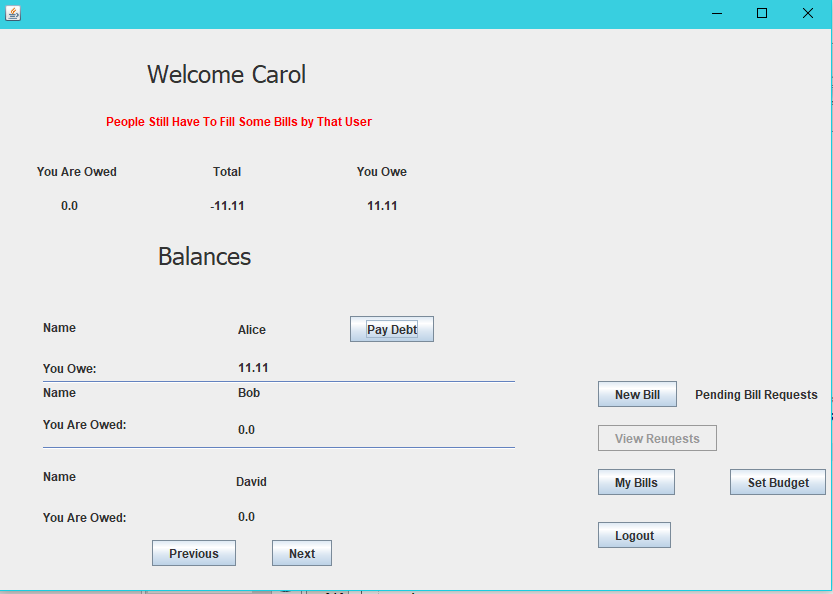 Welcome Carol
People Still Have To Fill Some Bills by That User
You Are Owed Total You Owe
0.0 -11.11 11.11
Balances
Name Alice Pay Debt
You Owe: 11.11
Name Bob
You Are Owed: 0.0
New Bill Pending Bill Requests
View Reuqests
Name David
My Bills Set Budget
You Are Owed: 0.0
Previous Next
Logout